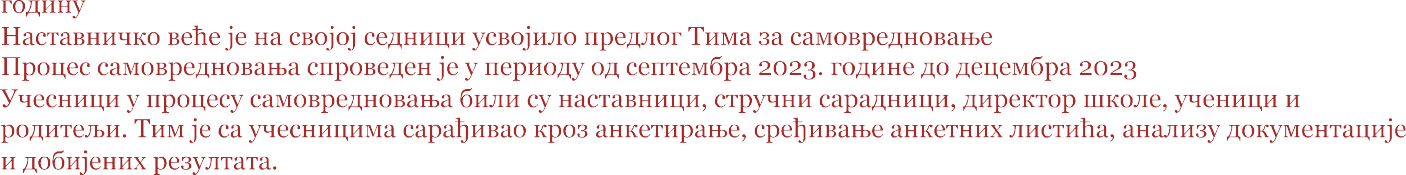 годину
Наставничко веће је на својој седници усвојило предлог Тима за самовредновање
Процес самовредновања спроведен је у периоду од септембра 2023. године до децембра 2023
Учесници у процесу самовредновања били су наставници, стручни сарадници, директор школе, ученици и
родитељи. Тим је са учесницима сарађивао кроз анкетирање, сређивање анкетних листића, анализу документације
и добијених резултата.